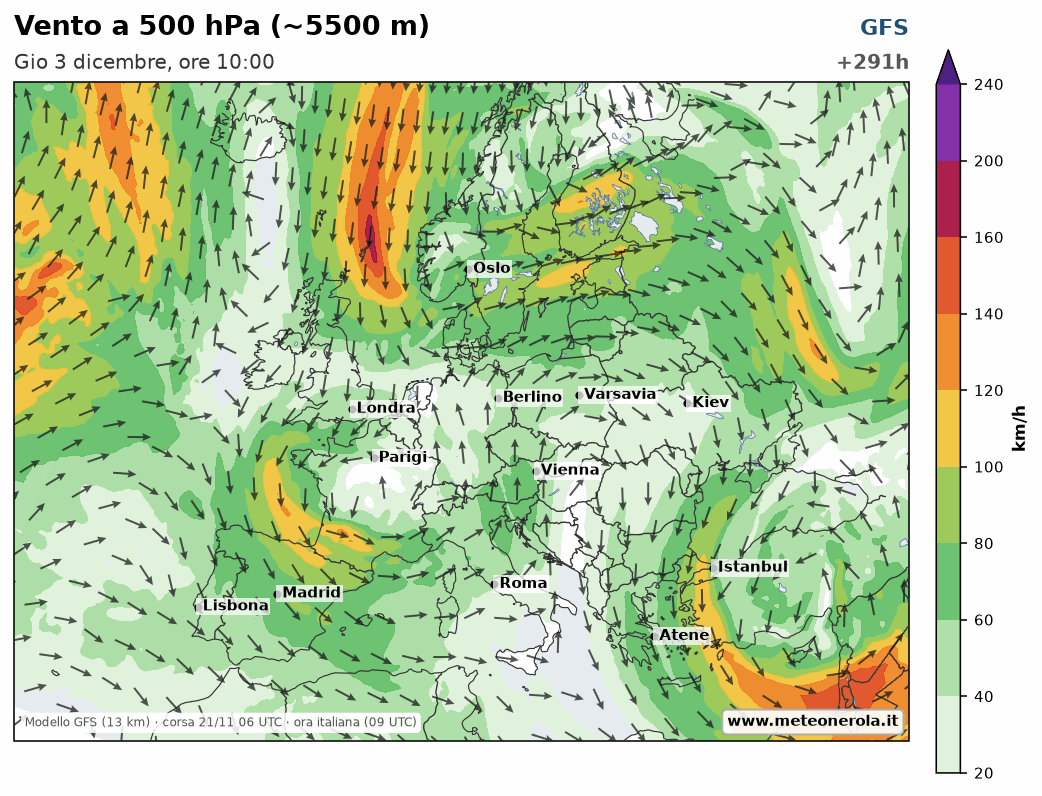 Vento a 500 hPa (~5500 m)
GFS
Gio 3 dicembre, ore 10:00
+291h
240
200
160
140
120
100
80
60
40
20
km/h
Oslo
Londra
Berlino
Varsavia
Kiev
Parigi
Vienna
Istanbul
Roma
Madrid
Lisbona
Atene
Modello GFS (13 km) · corsa 21/11 06 UTC · ora italiana (09 UTC)
www.meteonerola.it